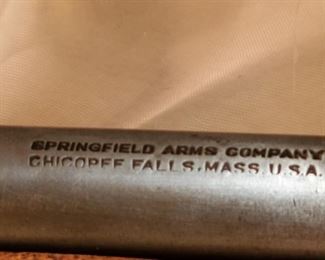 SPRINGFIELD ARMS COMPANY
CHICOPEE FALLS, MASS. U.S.A.